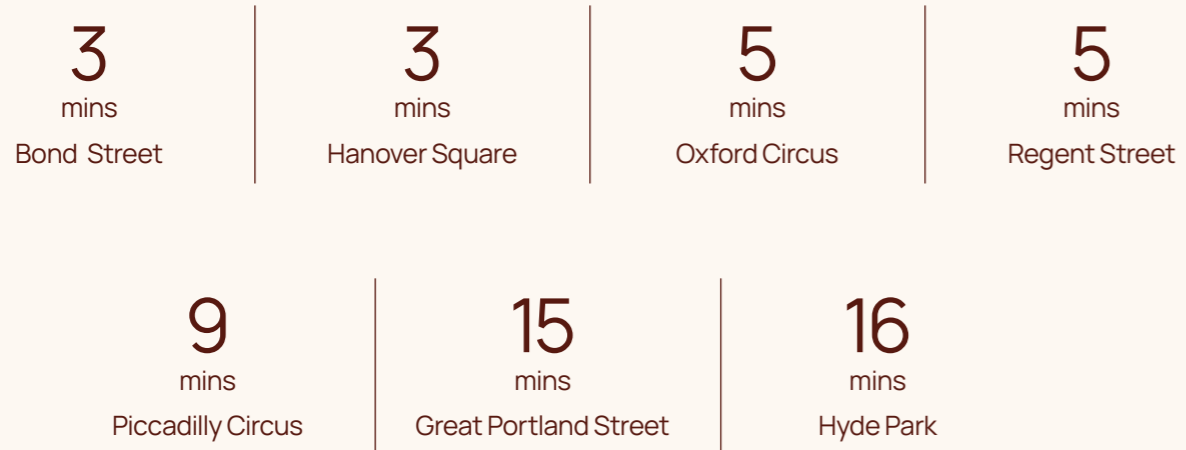 3
mins
Bond Street
3
mins
Hanover Square
5
mins
Oxford Circus
5
mins
Regent Street
9
mins
Piccadilly Circus
15
mins
Great Portland Street
16
mins
Hyde Park